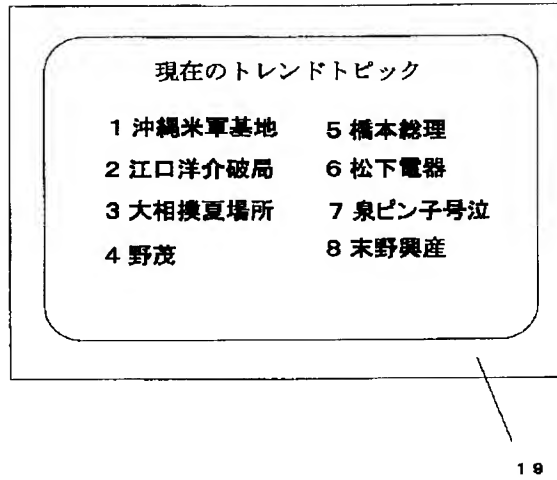 現在のトレンドトピック
1 沖縄米軍基地
2 江口洋介破局
3 大相撲夏場所
4 野茂
5 橋本総理
6 松下電器
7 泉ピン子号泣
8 末野興産
19